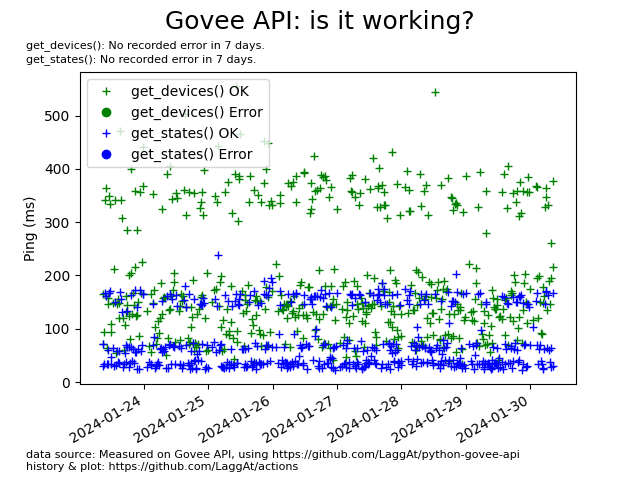 Govee API: is it working?
get_devices(): No recorded error in 7 days.
get_states(): No recorded error in 7 days.
get_devices() OK
get_devices() Error
get_states() OK
get_states() Error
Ping (ms)
500
400
300
200
100
0
2024-01-24
2024-01-25
2024-01-26
2024-01-27
2024-01-28
2024-01-29
2024-01-30
data source: Measured on Govee API, using https://github.com/LaggAt/python-govee-api
history & plot: https://github.com/LaggAt/actions